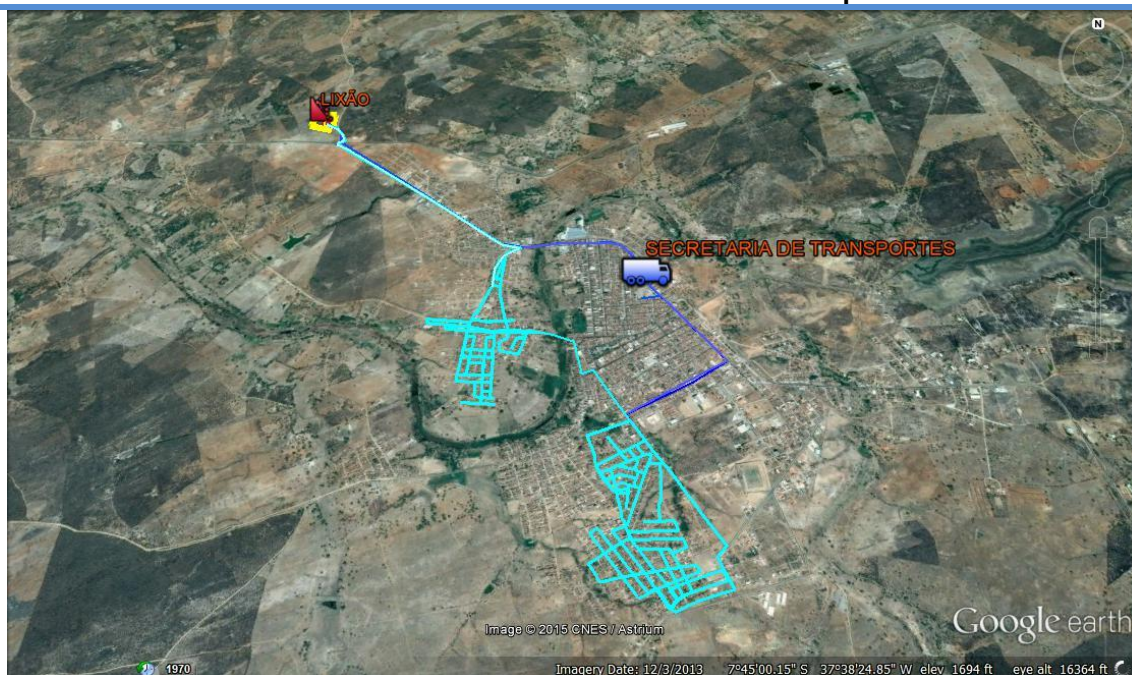 N
LIXÃO
SECRETARIA DE TRANSPORTES
Image © 2015 CNES / Astrium
Google earth
1970
Imagery Date: 12/3/2013 7°45'00.15" S 37°38'24.85" W elev 1694 ft eye alt 16364 ft